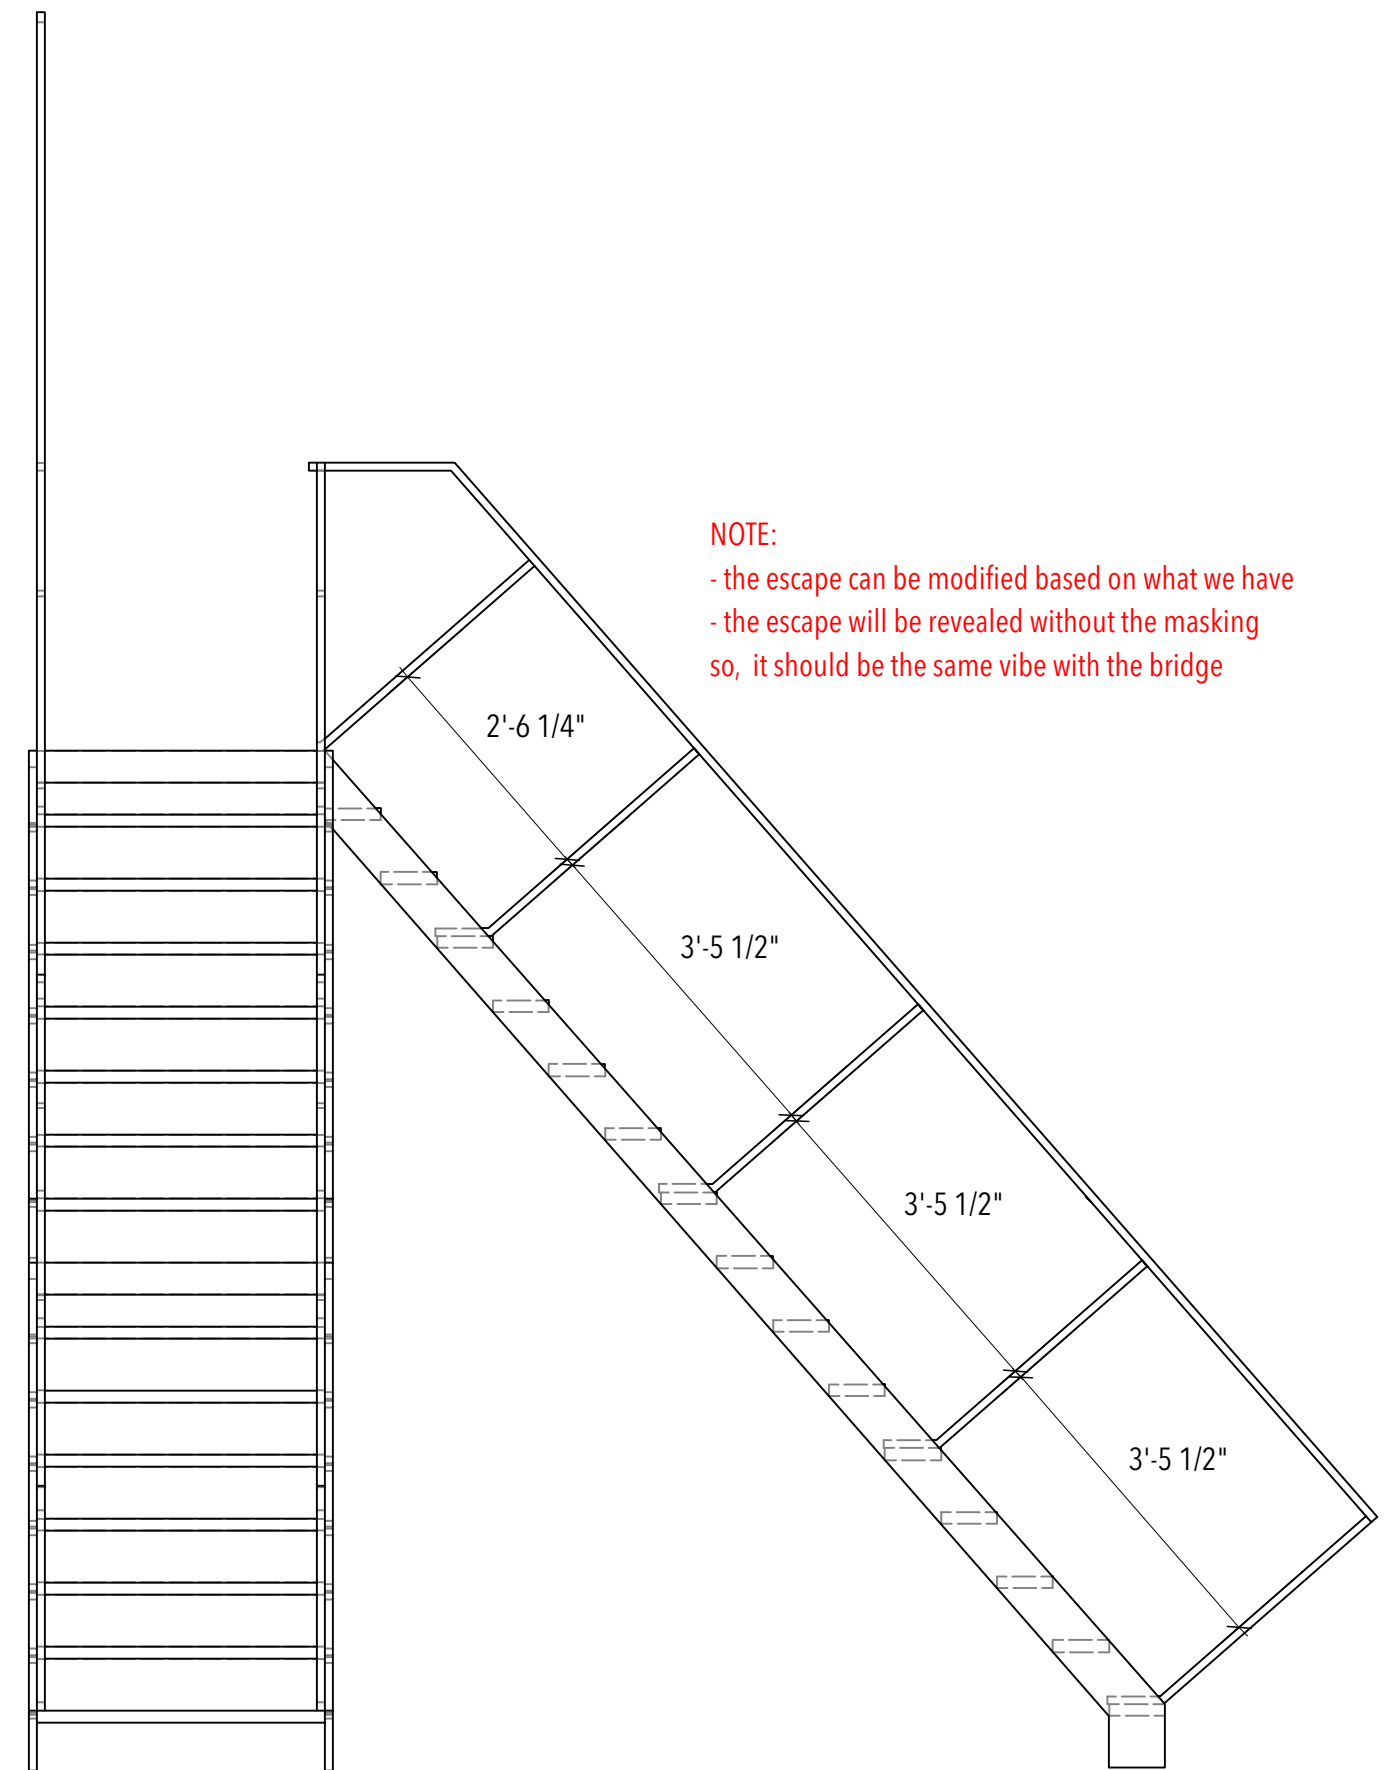 NOTE:
- the escape can be modified based on what we have
- the escape will be revealed without the masking
so, it should be the same vibe with the bridge
2'-6 1/4"
3'-5 1/2"
3'-5 1/2"
3'-5 1/2"